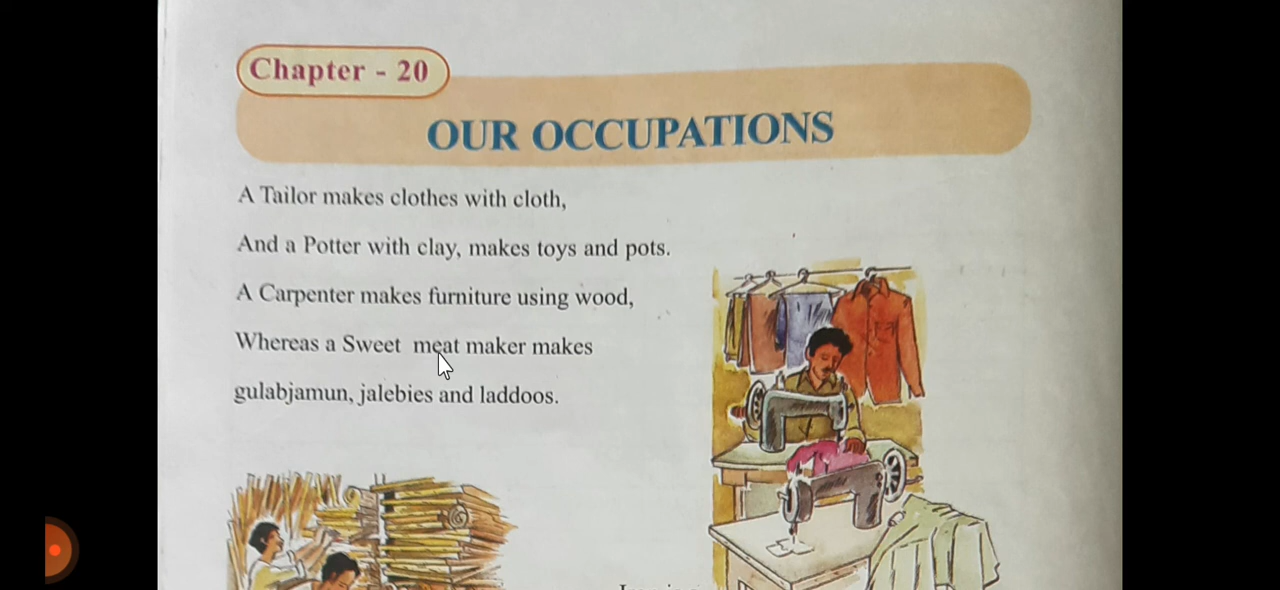 Chapter - 20
OUR OCCUPATIONS
A Tailor makes clothes with cloth,
And a Potter with clay, makes toys and pots.
A Carpenter makes furniture using wood,
Whereas a Sweet meat maker makes
gulabjamun, jalebies and laddoos.